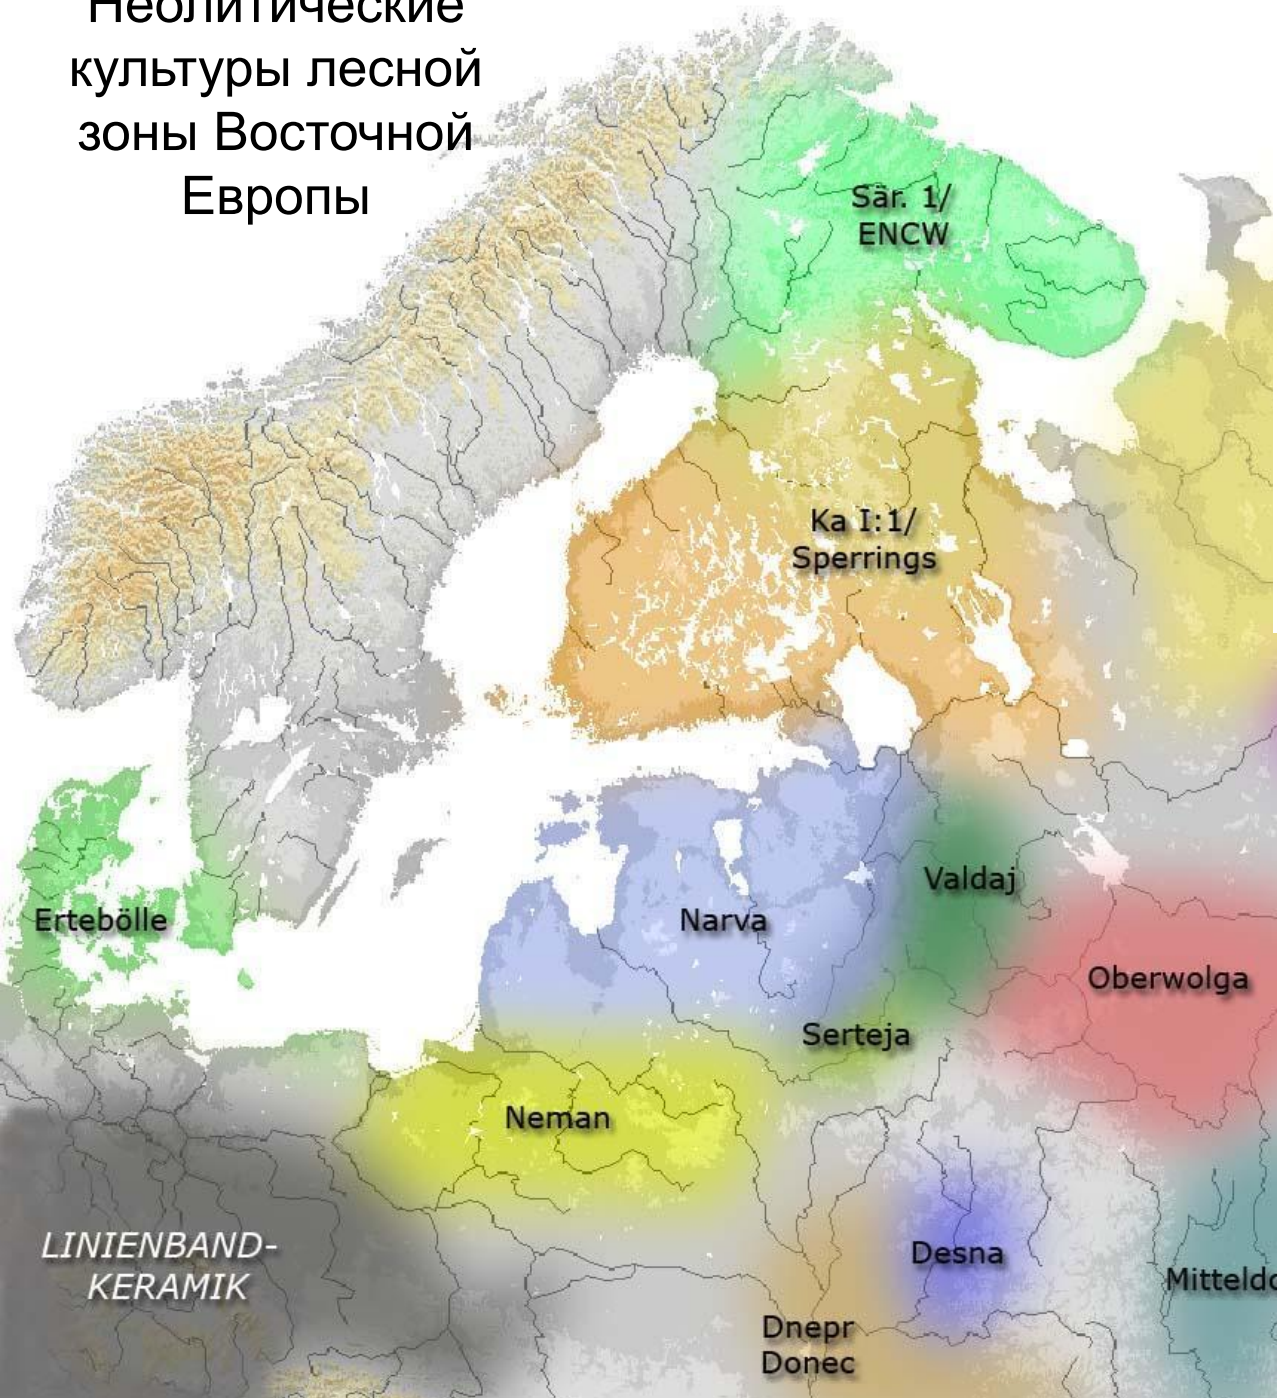 Неолитические
культуры лесной
зоны Восточной
Европы
Sär. 1/
ENCW
Ka I:1/
Sperrings
Valdaj
Ertebölle
Narva
Oberwolga
Serteja
Neman
LINIENBAND-
KERAMIK
Desna
Dnepr
Donec